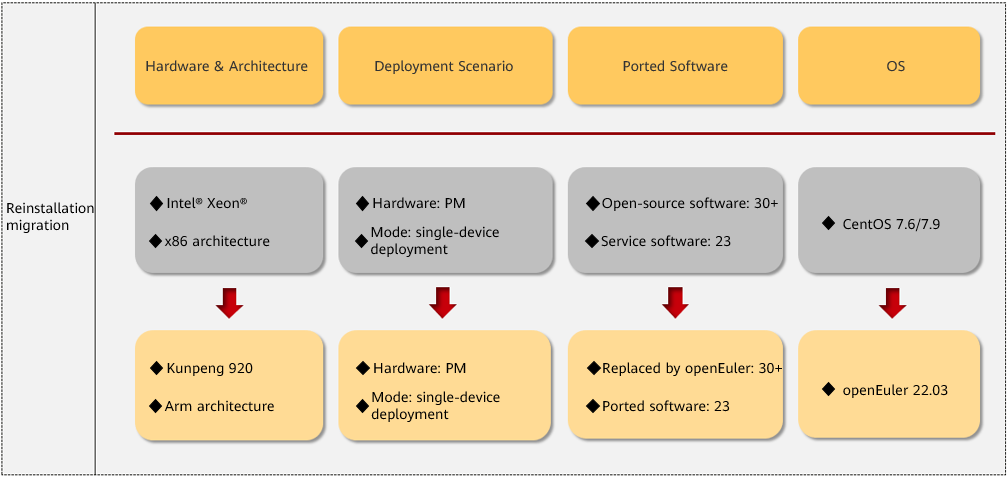 Hardware & Architecture
Deployment Scenario
Ported Software
OS
Reinstallation
migration
Intel® Xeon®
x86 architecture
Hardware: PM
Mode: single-device
deployment
Open-source software: 30+
Service software: 23
CentOS 7.6/7.9
Kunpeng 920
Arm architecture
Hardware: PM
Mode: single-device
deployment
Replaced by openEuler: 30+
Ported software: 23
openEuler 22.03